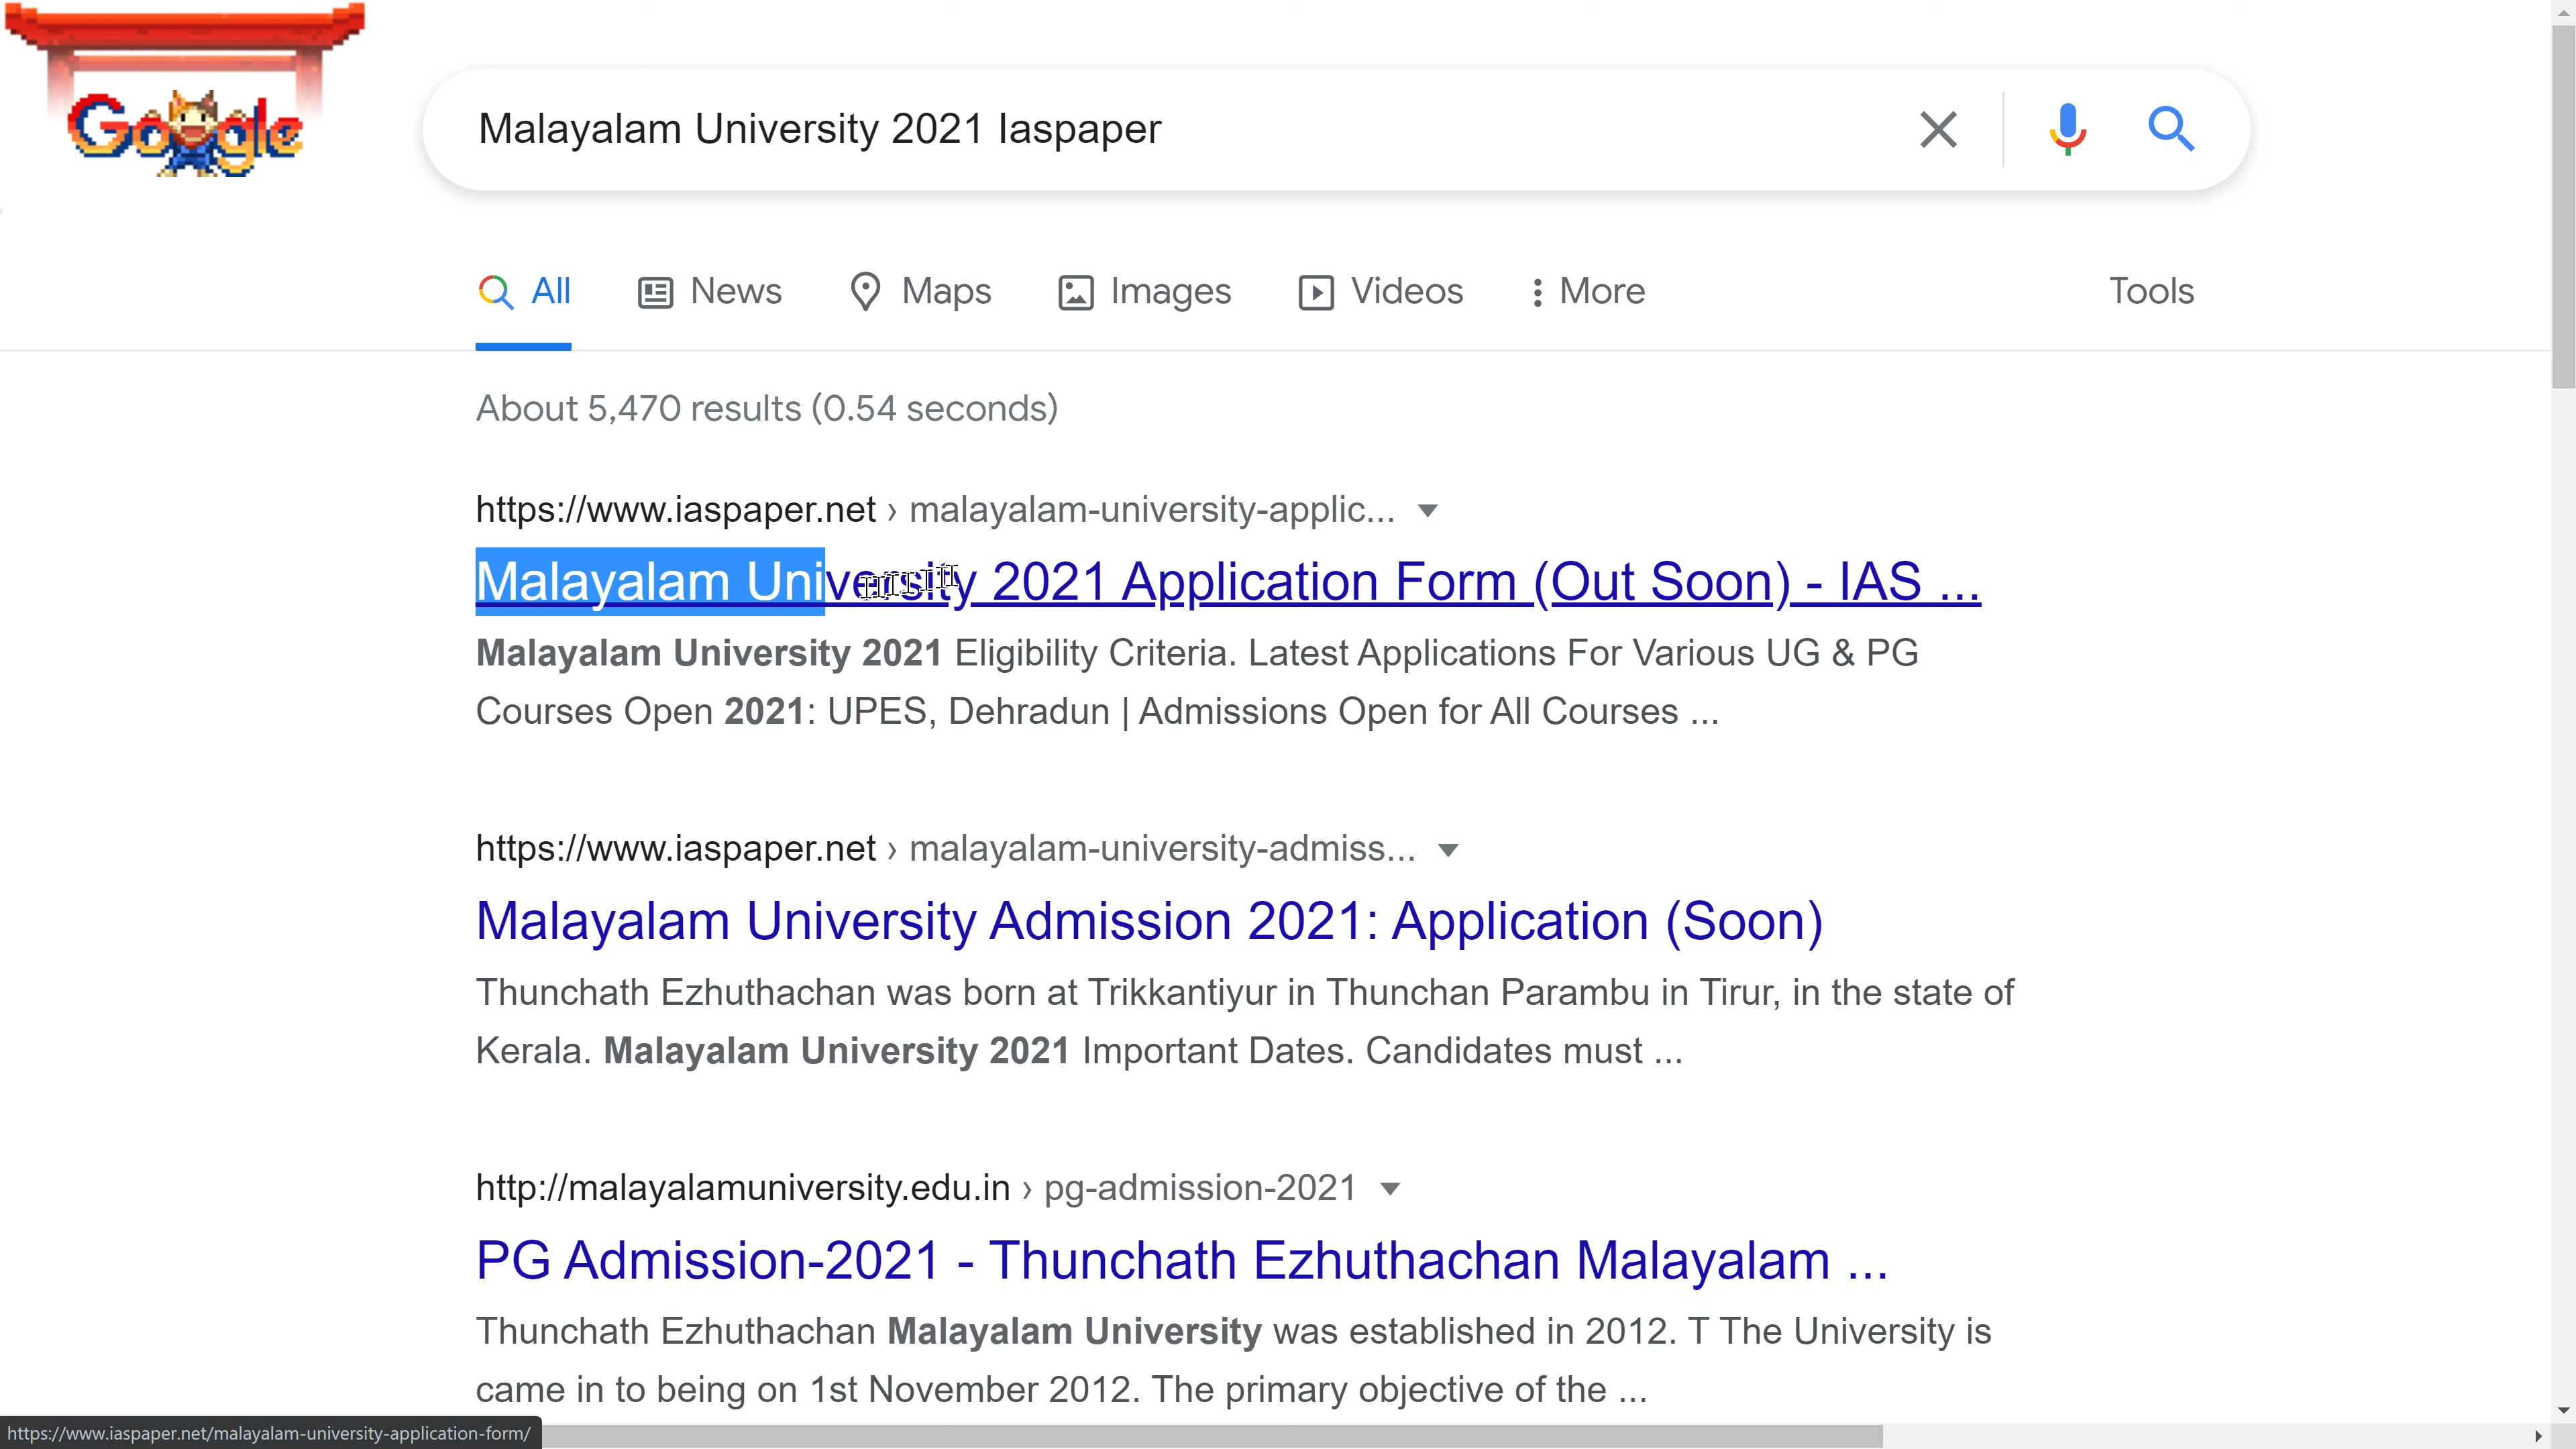 Google
Malayalam University 2021 Iaspaper
All News Maps Images Videos More Tools
About 5,470 results (0.54 seconds)
https://www.iaspaper.net › malayalam-university-applic...
Malayalam University 2021 Application Form (Out Soon) - IAS ...
Malayalam University 2021 Eligibility Criteria. Latest Applications For Various UG & PG
Courses Open 2021: UPES, Dehradun | Admissions Open for All Courses ...
https://www.iaspaper.net › malayalam-university-admiss...
Malayalam University Admission 2021: Application (Soon)
Thunchath Ezhuthachan was born at Trikkantiyur in Thunchan Parambu in Tirur, in the state of
Kerala. Malayalam University 2021 Important Dates. Candidates must ...
http://malayalamuniversity.edu.in › pg-admission-2021
PG Admission-2021 - Thunchath Ezhuthachan Malayalam ...
Thunchath Ezhuthachan Malayalam University was established in 2012. T The University is
came in to being on 1st November 2012. The primary objective of the ...
https://www.iaspaper.net/malayalam-university-application-form/